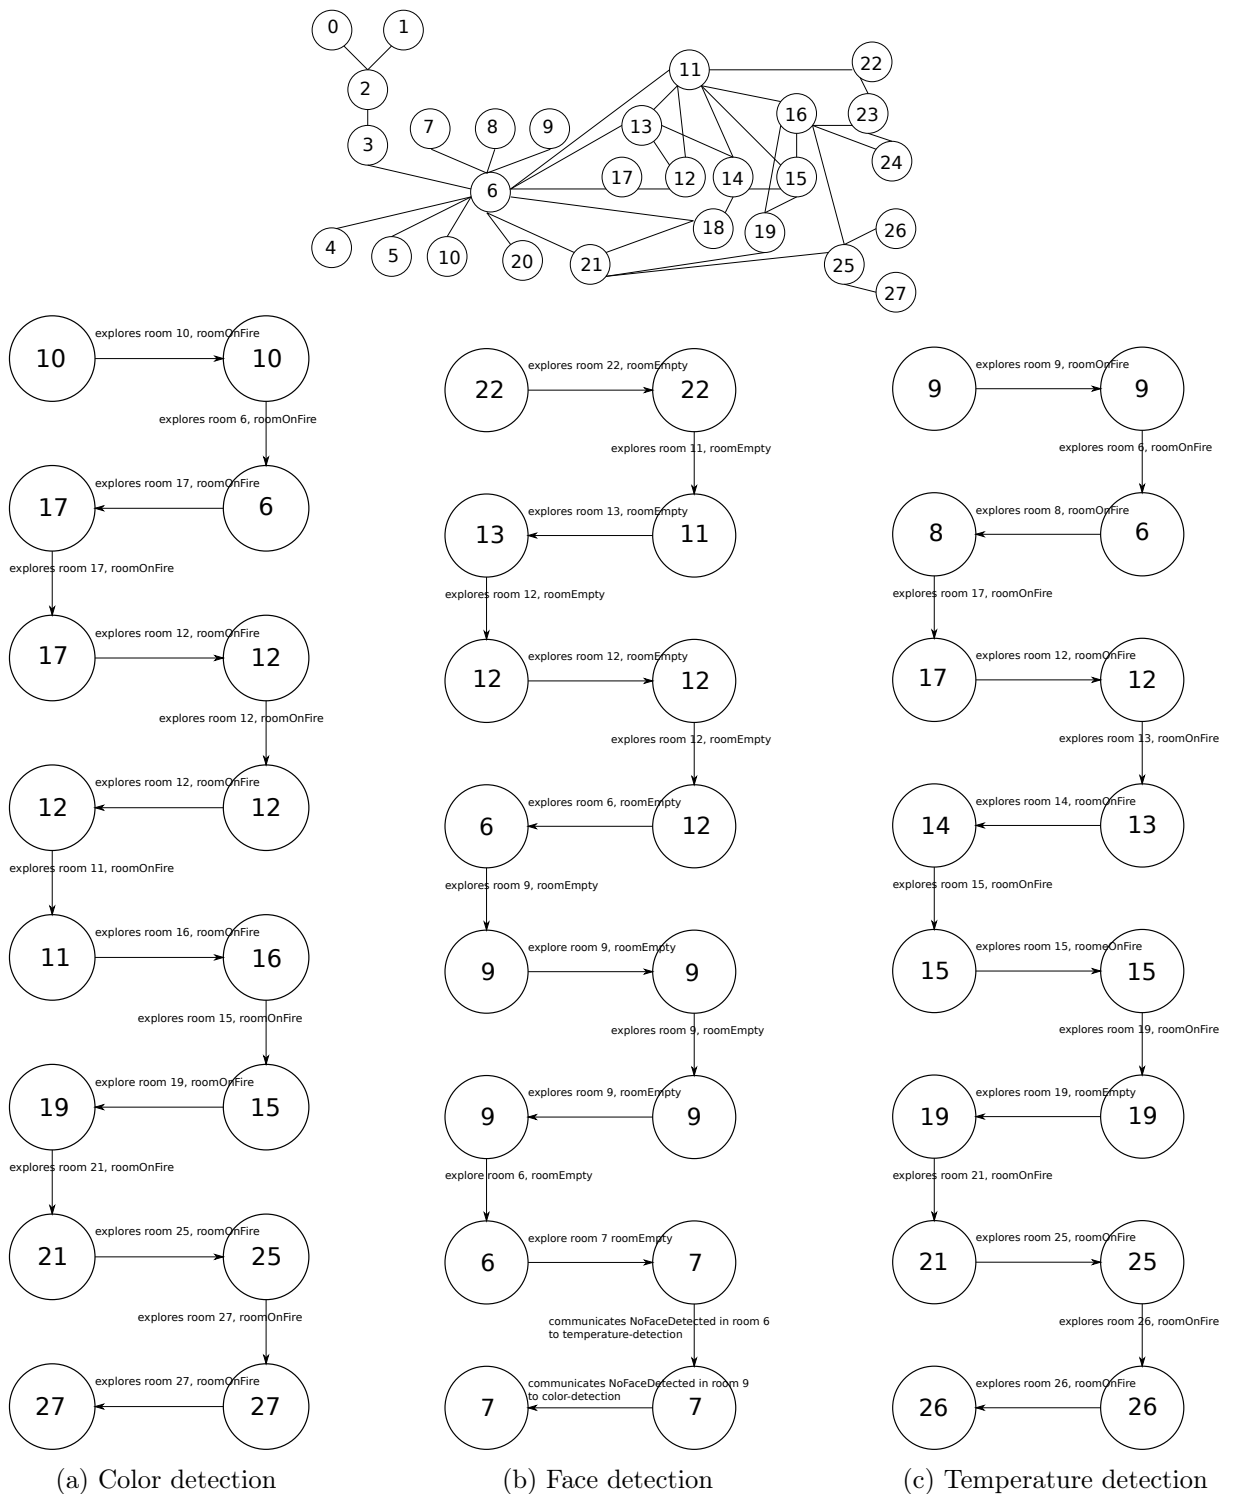 0
1
2
3
7
8
9
6
4
5
10
20
21
17
13
12
11
14
18
15
16
19
22
23
24
25
26
27
10
explores room 10, roomOnFire
10
explores room 6, roomOnFire
17
explores room 17, roomOnFire
6
explores room 17, roomOnFire
17
explores room 12, roomOnFire
12
explores room 12, roomOnFire
12
explores room 12, roomOnFire
12
explores room 11, roomOnFire
11
explores room 16, roomOnFire
16
explores room 15, roomOnFire
19
explore room 19, roomOnFire
15
explores room 21, roomOnFire
21
explores room 25, roomOnFire
25
explores room 27, roomOnFire
27
explores room 27, roomOnFire
27
(a) Color detection
22
explores room 22, roomEmpty
22
explores room 11, roomEmpty
13
explores room 13, roomEmpty
11
explores room 12, roomEmpty
12
explores room 12, roomEmpty
12
explores room 12, roomEmpty
6
explores room 6, roomEmpty
12
explores room 9, roomEmpty
9
explore room 9, roomEmpty
9
explores room 9, roomEmpty
9
explores room 9, roomEmpty
9
explore room 6, roomEmpty
6
explore room 7 roomEmpty
7
communicates NoFaceDetected in room 6
to temperature-detection
7
communicates NoFaceDetected in room 9
to color-detection
7
(b) Face detection
9
explores room 9, roomOnFire
9
explores room 6, roomOnFire
8
explores room 8, roomOnFire
6
explores room 17, roomOnFire
17
explores room 12, roomOnFire
12
explores room 13, roomOnFire
14
explores room 14, roomOnFire
13
explores room 15, roomOnFire
15
explores room 15, roomeOnFire
15
explores room 19, roomOnFire
19
explores room 19, roomEmpty
19
explores room 21, roomOnFire
21
explores room 25, roomOnFire
25
explores room 26, roomOnFire
26
explores room 26, roomOnFire
26
(c) Temperature detection